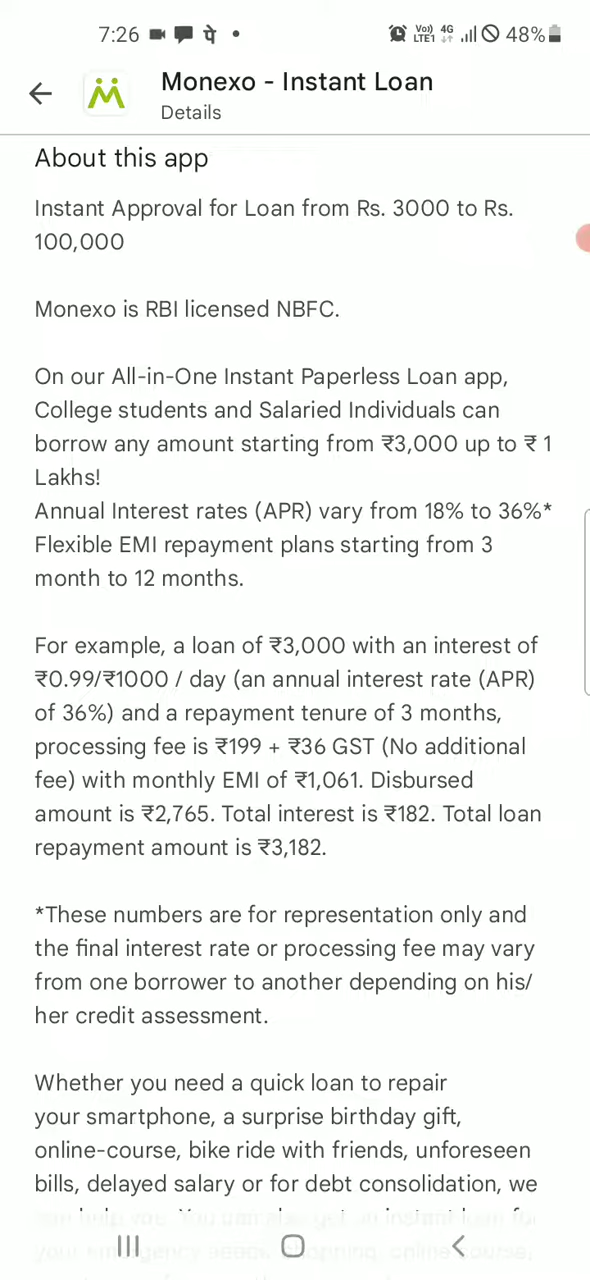 7:26
पे
Vo)) 4G
LTE1
48%
Monexo - Instant Loan
Details
About this app
Instant Approval for Loan from Rs. 3000 to Rs.
100,000
Monexo is RBI licensed NBFC.
On our All-in-One Instant Paperless Loan app,
College students and Salaried Individuals can
borrow any amount starting from ₹3,000 up to ₹ 1
Lakhs!
Annual Interest rates (APR) vary from 18% to 36%*
Flexible EMI repayment plans starting from 3
month to 12 months.
For example, a loan of ₹3,000 with an interest of
₹0.99/₹1000 / day (an annual interest rate (APR)
of 36%) and a repayment tenure of 3 months,
processing fee is ₹199 + ₹36 GST (No additional
fee) with monthly EMI of ₹1,061. Disbursed
amount is ₹2,765. Total interest is ₹182. Total loan
repayment amount is ₹3,182.
*These numbers are for representation only and
the final interest rate or processing fee may vary
from one borrower to another depending on his/
her credit assessment.
Whether you need a quick loan to repair
your smartphone, a surprise birthday gift,
online-course, bike ride with friends, unforeseen
bills, delayed salary or for debt consolidation, we